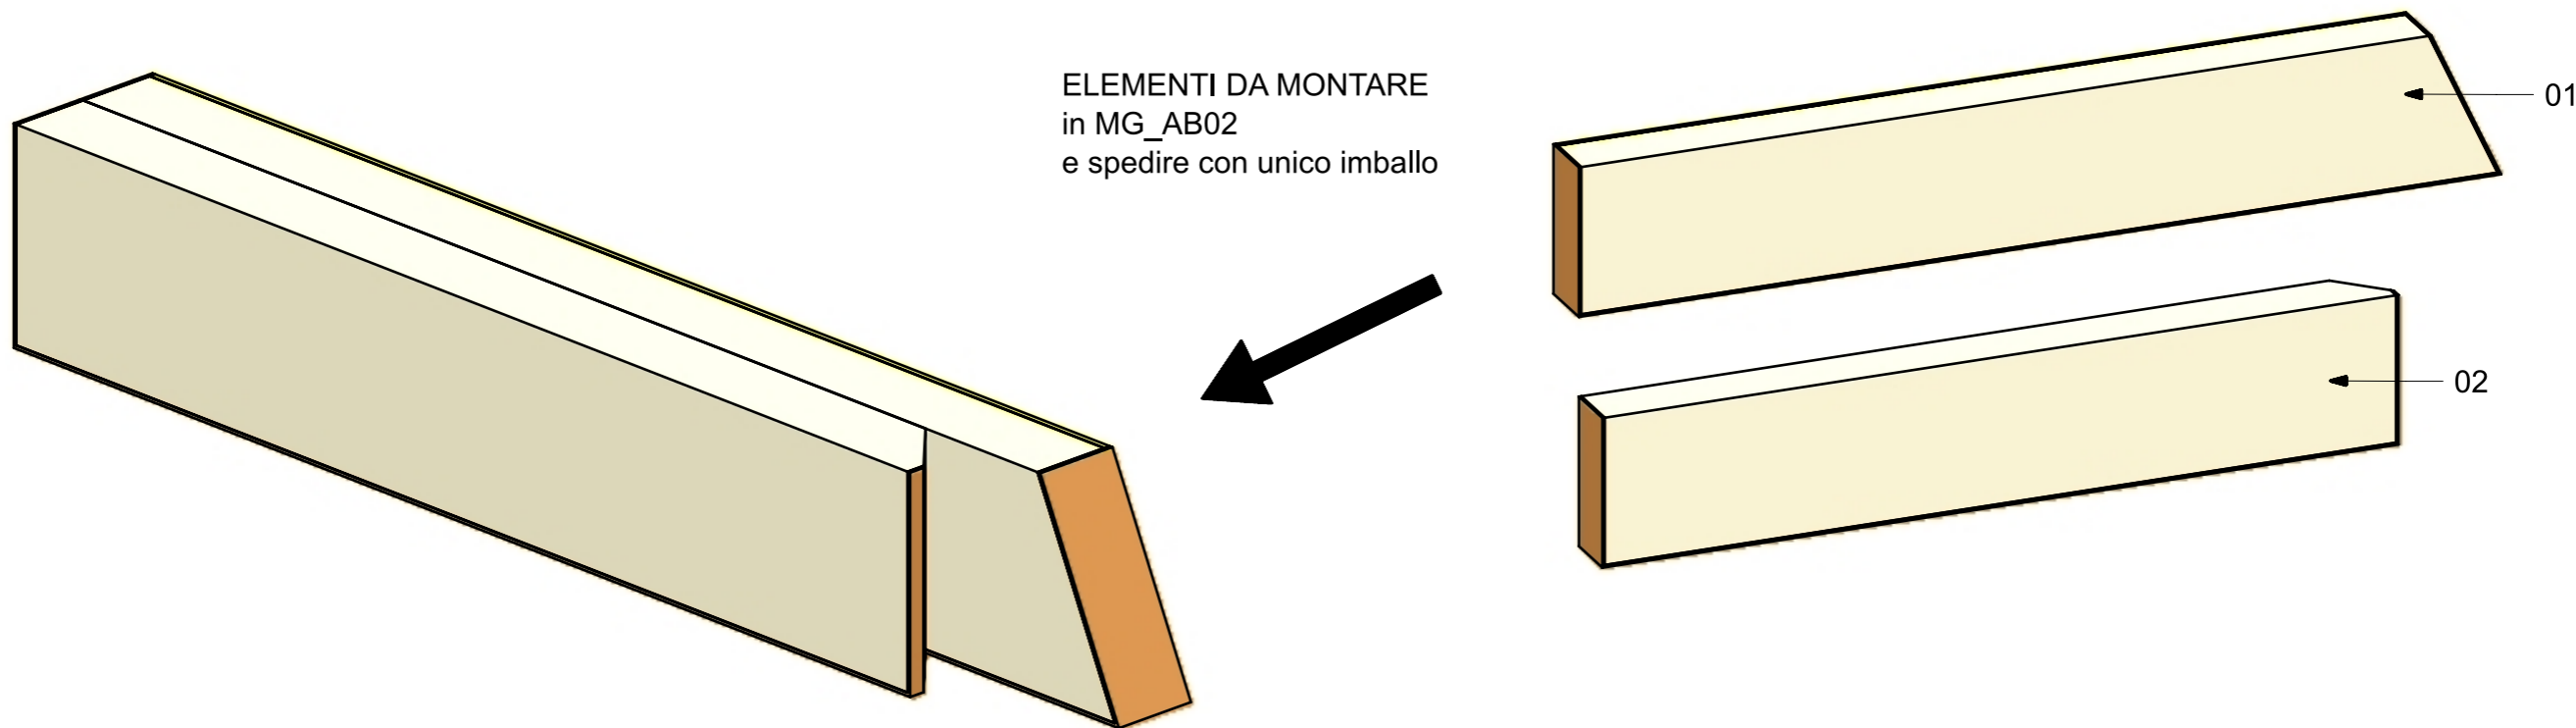 ELEMENTI DA MONTARE
in MG_AB02
e spedire con unico imballo
01
02